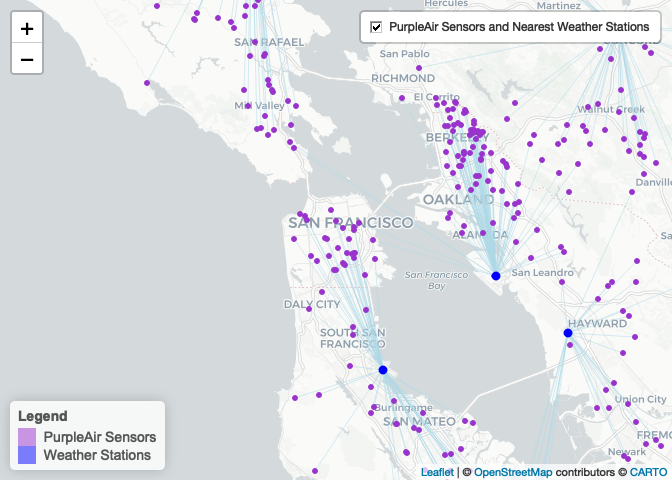 +
−
PurpleAir Sensors and Nearest Weather Stations
Hercules
Martinez
SAN RAFAEL
San Pablo
RICHMOND
El Cerrito
Mill Valley
Walnut Creek
BERKELEY
Danville
OAKLAND
SAN FRANCISCO
ALAMEDA
San Francisco
Bay
San Leandro
DALY CITY
HAYWARD
SOUTH SAN
FRANCISCO
Union City
Burlingame
SAN MATEO
FREMO
Newark
Legend
PurpleAir Sensors
Weather Stations
Leaflet | © OpenStreetMap contributors © CARTO